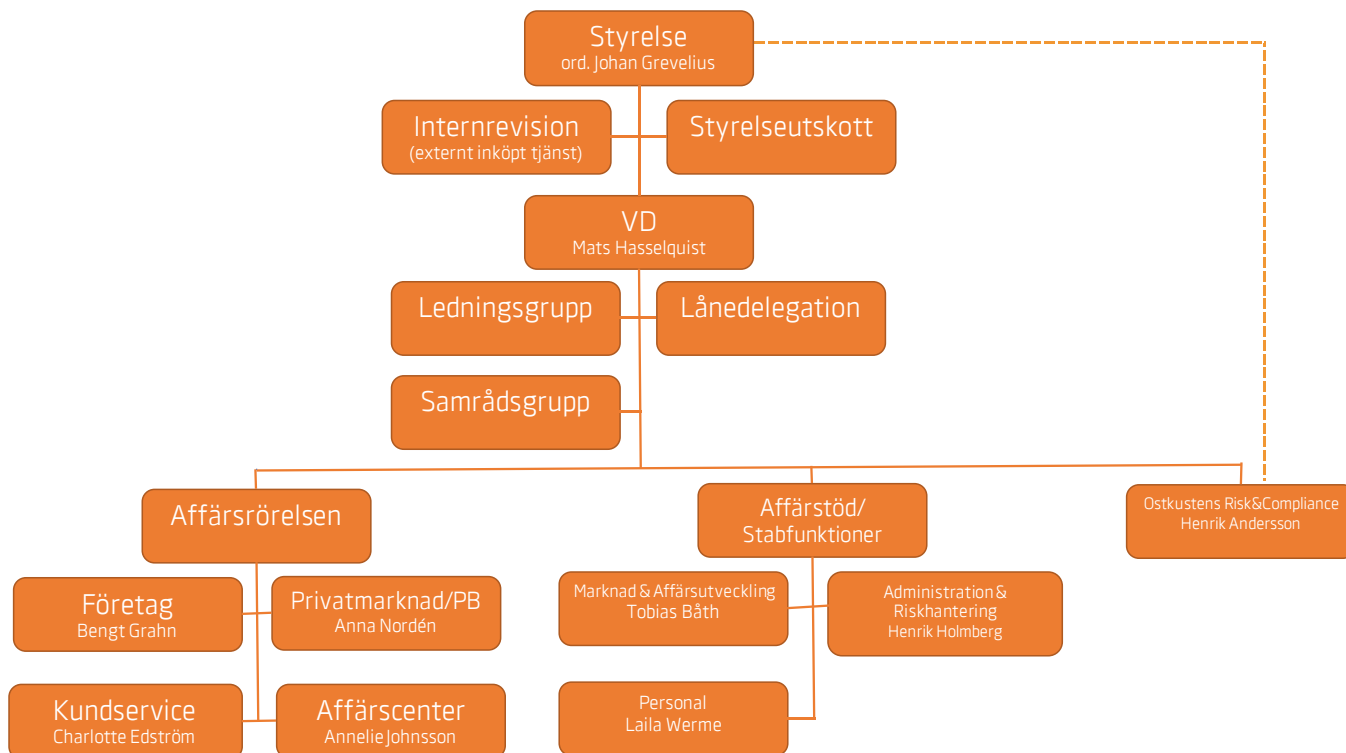 Styrelse
ord. Johan Grevelius
Internrevision
(externt inköpt tjänst)
Styrelseutskott
VD
Mats Hasselquist
Ledningsgrupp
Lånedelegation
Samrådsgrupp
Affärsrörelsen
Affärstöd/
Stabfunktioner
Ostkustens Risk&Compliance
Henrik Andersson
Företag
Bengt Grahn
Privatmarknad/PB
Anna Nordén
Marknad & Affärsutveckling
Tobias Båth
Administration &
Riskhantering
Henrik Holmberg
Kundservice
Charlotte Edström
Affärscenter
Annelie Johnsson
Personal
Laila Werme